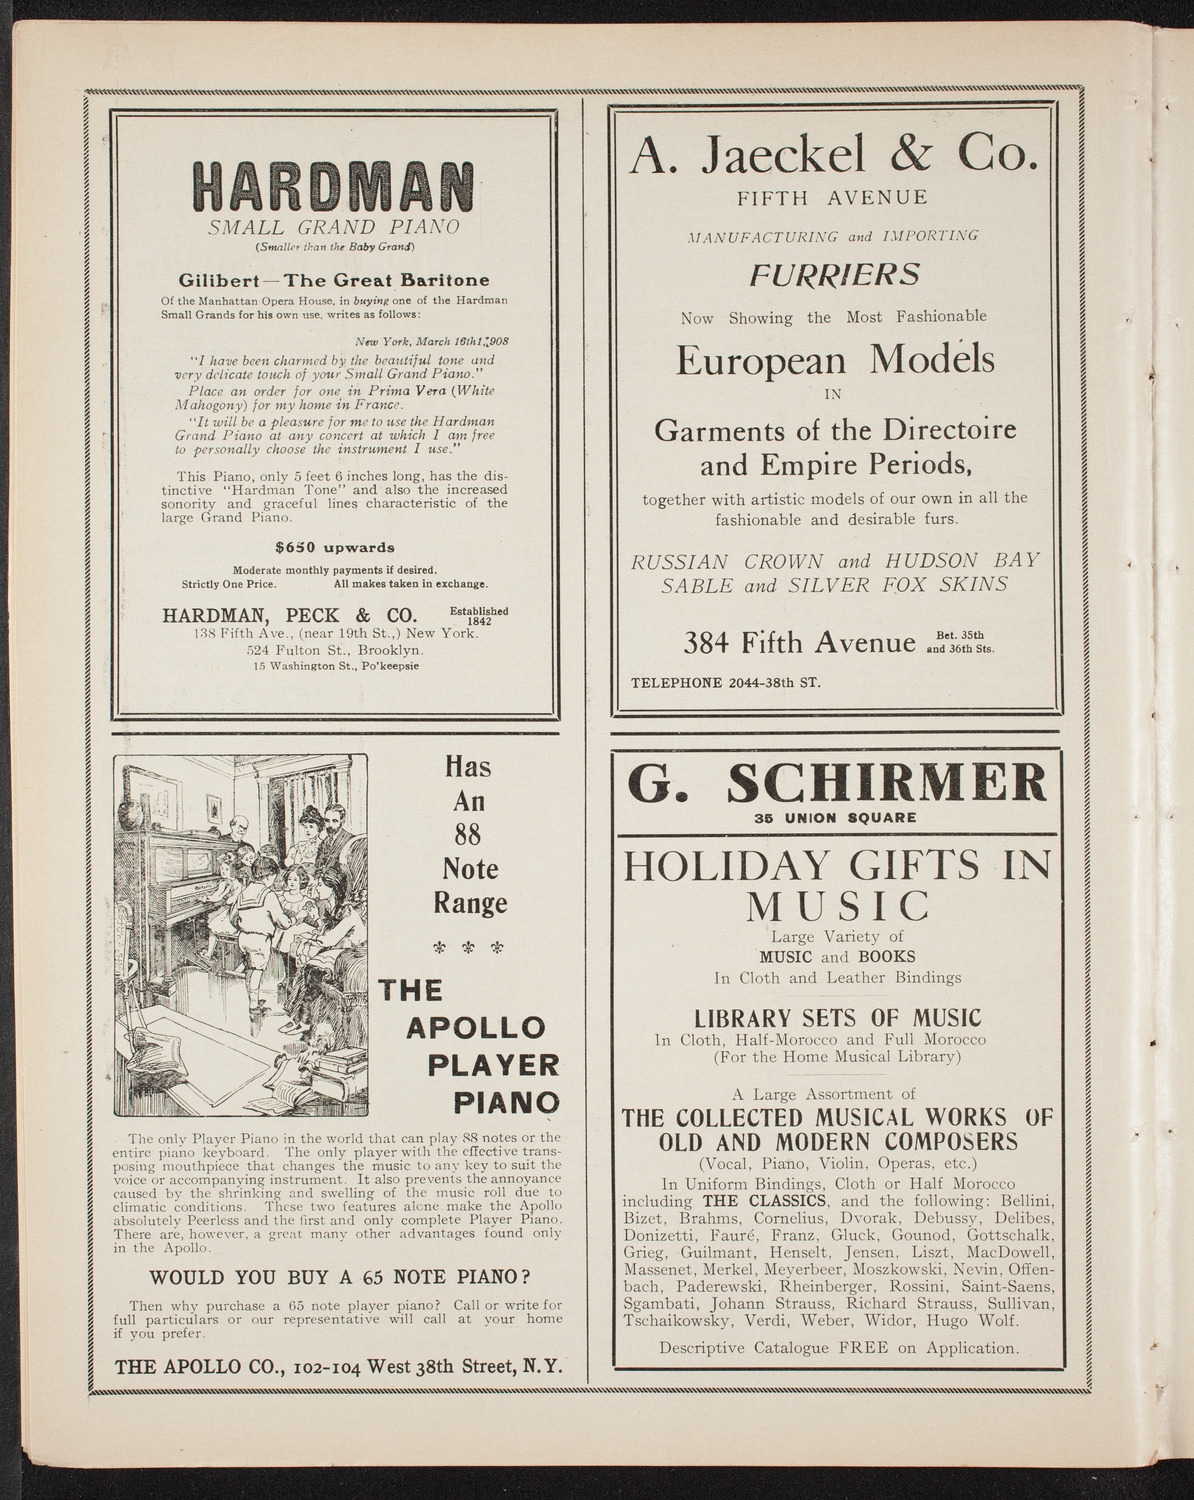 HARDMAN
SMALL GRAND PIANO
(Smaller than the Baby Grand)
Gilibert—The Great Baritone
Of the Manhattan Opera House, in buying one of the Hardman
Small Grands for his own use, writes as follows:
New York, March 16th1,'908
"I have been charmed by the beautiful tone and
very delicate touch of your Small Grand Piano."
Place an order for one in Prima Vera (White
Mahogony) for my home in France.
"It will be a pleasure for me to use the Hardman
Grand Piano at any concert at which I am free
to personally choose the instrument I use."
This Piano, only 5 feet 6 inches long, has the dis-
tinctive "Hardman Tone" and also the increased
sonority and graceful lines characteristic of the
large Grand Piano.
$650 upwards
Moderate monthly payments if desired.
Strictly One Price. All makes taken in exchange.
HARDMAN, PECK & CO. Established 1842
138 Fifth Ave., (near 19th St.,) New York.
524 Fulton St., Brooklyn.
15 Washington St., Po'keepsie
Has
An
88
Note
Range
THE
APOLLO
PLAYER
PIANO
The only Player Piano in the world that can play 88 notes or the
entire piano keyboard. The only player with the effective trans-
posing mouthpiece that changes the music to any key to suit the
voice or accompanying instrument. It also prevents the annoyance
caused by the shrinking and swelling of the music roll due to
climatic conditions. These two features alone make the Apollo
absolutely Peerless and the first and only complete Player Piano.
There are, however, a great many other advantages found only
in the Apollo.
WOULD YOU BUY A 65 NOTE PIANO?
Then why purchase a 65 note player piano? Call or write for
full particulars or our representative will call at your home
if you prefer.
THE APOLLO CO., 102-104 West 38th Street, N.Y.
A. Jaeckel & Co.
FIFTH AVENUE
MANUFACTURING and IMPORTING
FURRIERS
Now Showing the Most Fashionable
European Models
IN
Garments of the Directoire
and Empire Periods,
together with artistic models of our own in all the
fashionable and desirable furs.
RUSSIAN CROWN and HUDSON BAY
SABLE and SILVER FOX SKINS
384 Fifth Avenue Bet. 35th and 36th Sts.
TELEPHONE 2044-38th ST.
G. SCHIRMER
35 UNION SQUARE
HOLIDAY GIFTS IN
MUSIC
Large Variety of
MUSIC and BOOKS
In Cloth and Leather Bindings
LIBRARY SETS OF MUSIC
In Cloth, Half-Morocco and Full Morocco
(For the Home Musical Library)
A Large Assortment of
THE COLLECTED MUSICAL WORKS OF
OLD AND MODERN COMPOSERS
(Vocal, Piano, Violin, Operas, etc.)
In Uniform Bindings, Cloth or Half Morocco
including THE CLASSICS, and the following: Bellini,
Bizet, Brahms, Cornelius, Dvorak, Debussy, Delibes,
Donizetti, Fauré, Franz, Gluck, Gounod, Gottschalk,
Grieg, Guilmant, Henselt, Jensen, Liszt, MacDowell,
Massenet, Merkel, Meyerbeer, Moszkowski, Nevin, Offen-
bach, Paderewski, Rheinberger, Rossini, Saint-Saens,
Sgambati, Johann Strauss, Richard Strauss, Sullivan,
Tschaikowsky, Verdi, Weber, Widor, Hugo Wolf.
Descriptive Catalogue FREE on Application.